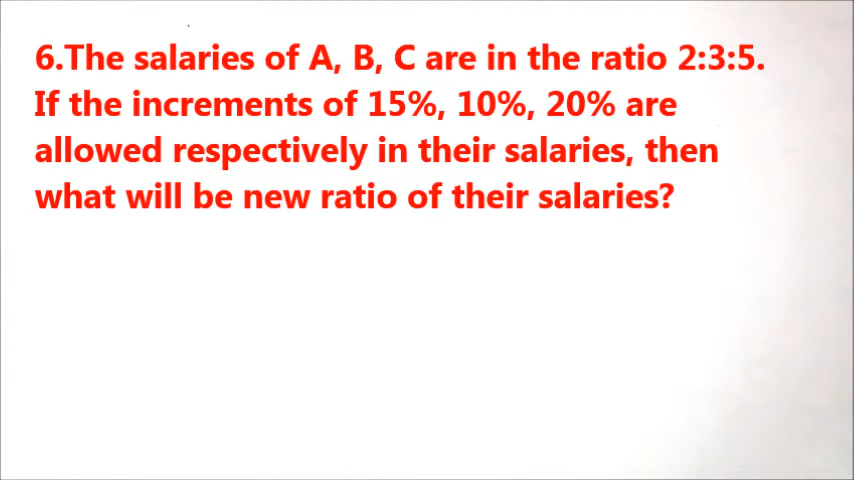 6.The salaries of A, B, C are in the ratio 2:3:5.
If the increments of 15%, 10%, 20% are
allowed respectively in their salaries, then
what will be new ratio of their salaries?